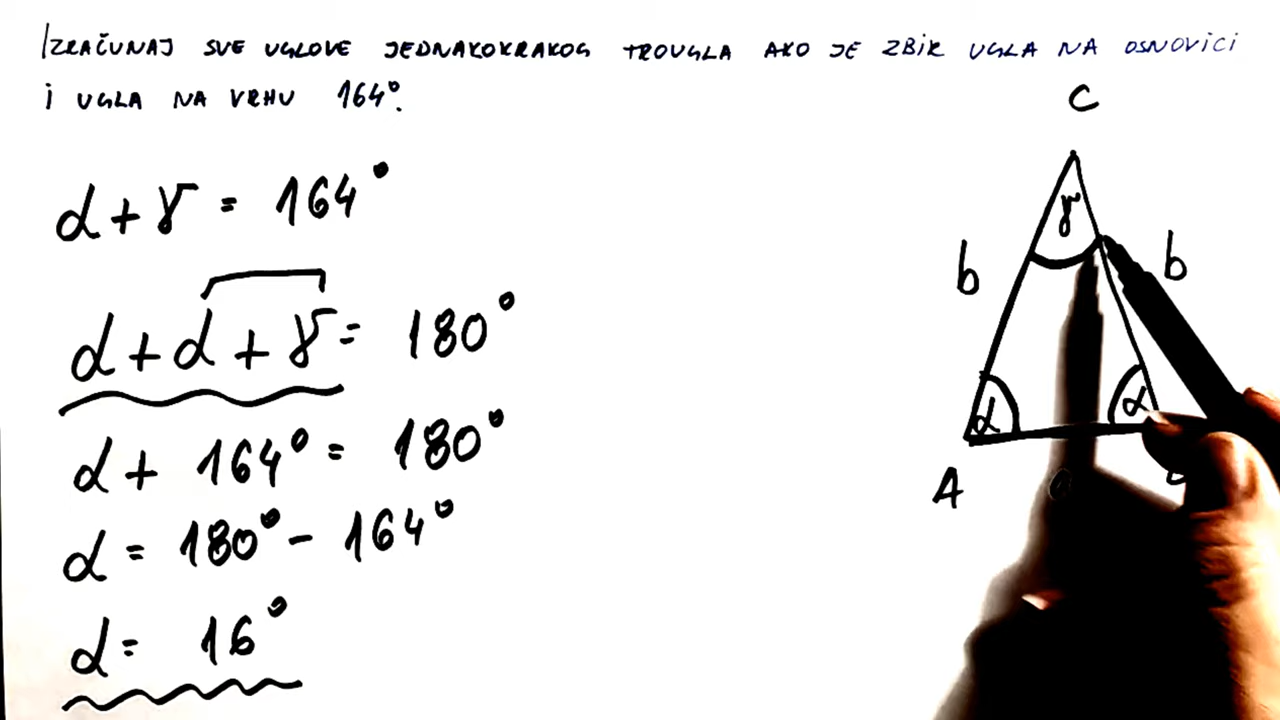 IZRAČUNAJ SVE UGLOVE JEDNAKOKRAKOG TROUGLA AKO JE ZBIR UGLA NA OSNOVICI
I UGLA NA VRHU 164°.
α + γ = 164°
α + α + γ = 180°
α + 164° = 180°
α = 180° - 164°
α = 16°
C
γ
b b
α α
A